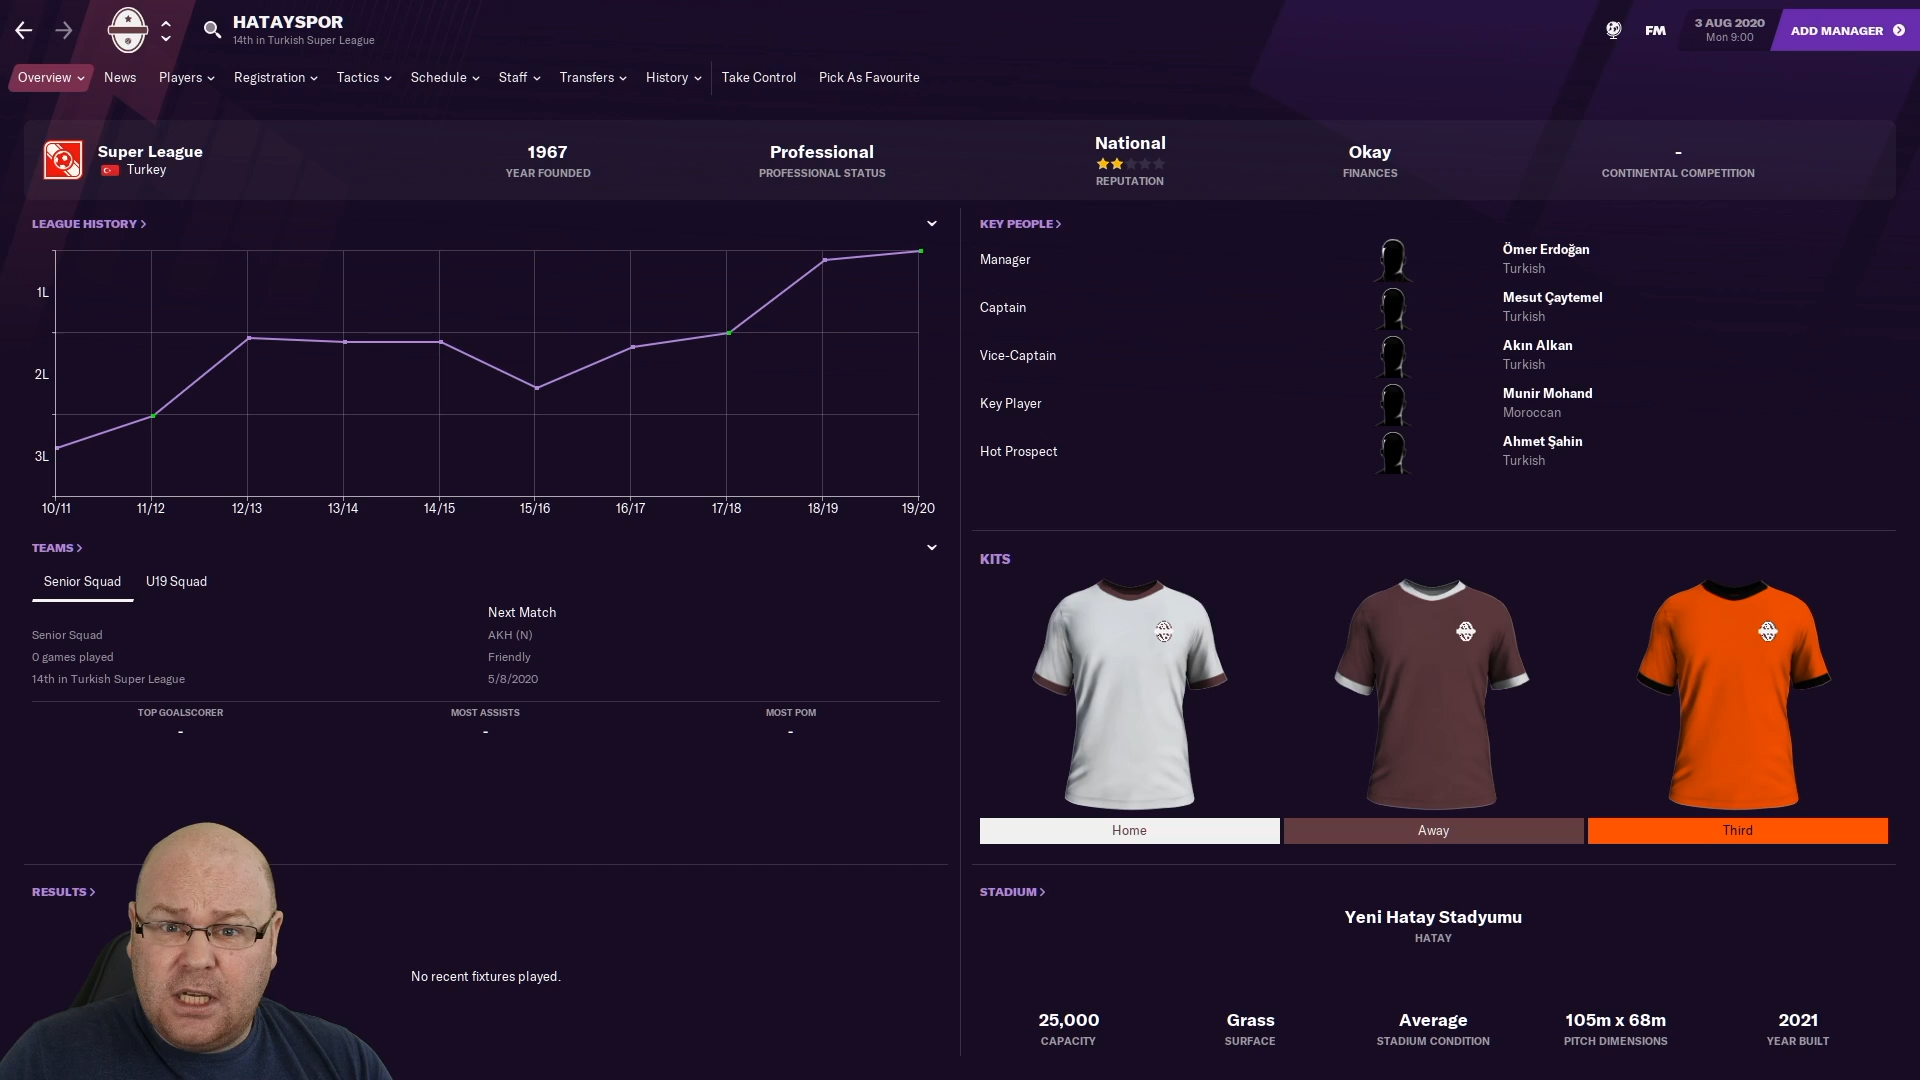 HATAYSPOR
14th in Turkish Super League
FM
3 AUG 2020
Mon 9:00
ADD MANAGER
Overview
News
Players
Registration
Tactics
Schedule
Staff
Transfers
History
Take Control
Pick As Favourite
Super League
Turkey
1967
YEAR FOUNDED
Professional
PROFESSIONAL STATUS
National
REPUTATION
Okay
FINANCES
-
CONTINENTAL COMPETITION
LEAGUE HISTORY
1L
2L
3L
10/11
11/12
12/13
13/14
14/15
15/16
16/17
17/18
18/19
19/20
KEY PEOPLE
Manager
Ömer Erdoğan
Turkish
Captain
Mesut Çaytemel
Turkish
Vice-Captain
Akın Alkan
Turkish
Key Player
Munir Mohand
Moroccan
Hot Prospect
Ahmet Şahin
Turkish
TEAMS
Senior Squad
U19 Squad
Next Match
Senior Squad
AKH (N)
0 games played
Friendly
14th in Turkish Super League
5/8/2020
TOP GOALSCORER
-
MOST ASSISTS
-
MOST POM
-
KITS
Home
Away
Third
RESULTS
No recent fixtures played.
STADIUM
Yeni Hatay Stadyumu
HATAY
25,000
CAPACITY
Grass
SURFACE
Average
STADIUM CONDITION
105m x 68m
PITCH DIMENSIONS
2021
YEAR BUILT